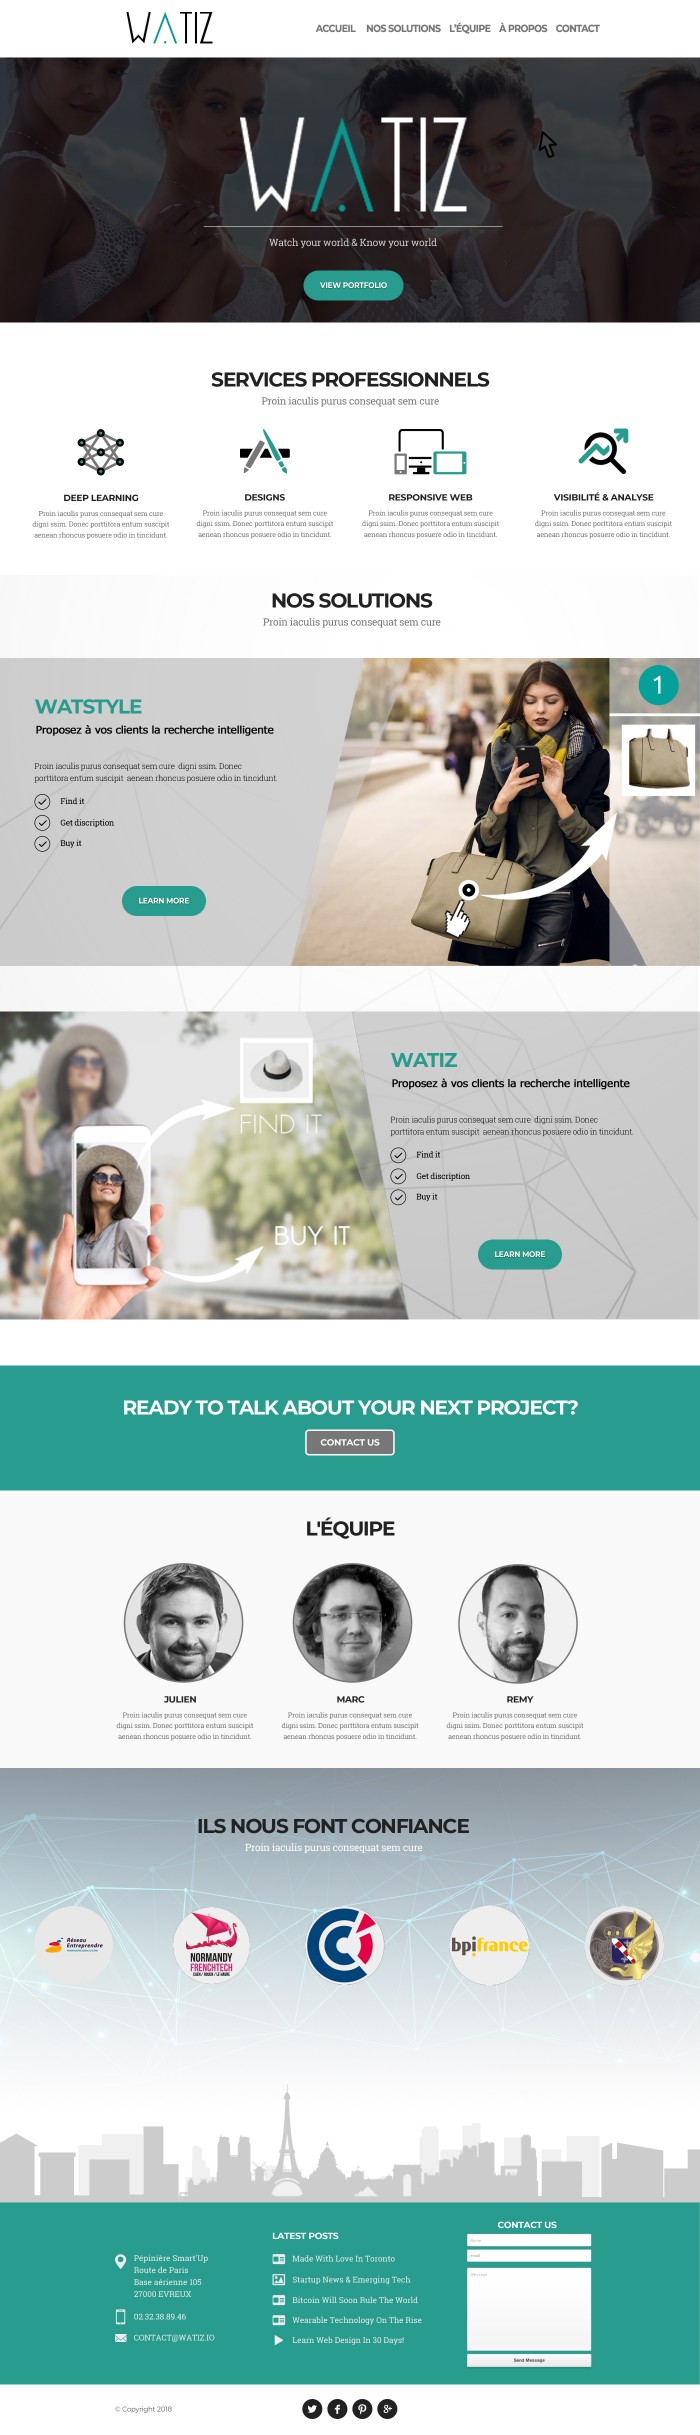 WATIZ
ACCUEIL NOS SOLUTIONS L'ÉQUIPE À PROPOS CONTACT
WATIZ
Watch your world & Know your world
VIEW PORTFOLIO
SERVICES PROFESSIONNELS
Proin iaculis purus consequat sem cure
DEEP LEARNING
Proin iaculis purus consequat sem cure
digni ssim. Donec porttitora entum suscipit
aenean rhoncus posuere odio in tincidunt.
DESIGNS
Proin iaculis purus consequat sem cure
digni ssim. Donec porttitora entum suscipit
aenean rhoncus posuere odio in tincidunt.
RESPONSIVE WEB
Proin iaculis purus consequat sem cure
digni ssim. Donec porttitora entum suscipit
aenean rhoncus posuere odio in tincidunt.
VISIBILITÉ & ANALYSE
Proin iaculis purus consequat sem cure
digni ssim. Donec porttitora entum suscipit
aenean rhoncus posuere odio in tincidunt.
NOS SOLUTIONS
Proin iaculis purus consequat sem cure
WATSTYLE
Proposez à vos clients la recherche intelligente
Proin iaculis purus consequat sem cure digni ssim. Donec
porttitora entum suscipit aenean rhoncus posuere odio in tincidunt.
Find it
Get discription
Buy it
LEARN MORE
1
FIND IT
BUY IT
WATIZ
Proposez à vos clients la recherche intelligente
Proin iaculis purus consequat sem cure digni ssim. Donec
porttitora entum suscipit aenean rhoncus posuere odio in tincidunt.
Find it
Get discription
Buy it
LEARN MORE
READY TO TALK ABOUT YOUR NEXT PROJECT?
CONTACT US
L'ÉQUIPE
JULIEN
Proin iaculis purus consequat sem cure
digni ssim. Donec porttitora entum suscipit
aenean rhoncus posuere odio in tincidunt.
MARC
Proin iaculis purus consequat sem cure
digni ssim. Donec porttitora entum suscipit
aenean rhoncus posuere odio in tincidunt.
REMY
Proin iaculis purus consequat sem cure
digni ssim. Donec porttitora entum suscipit
aenean rhoncus posuere odio in tincidunt.
ILS NOUS FONT CONFIANCE
Proin iaculis purus consequat sem cure
Réseau
Entreprendre
NORMANDY
FRENCHTECH
CAEN / ROUEN / LE HAVRE
bpifrance
Pépinière Smart'Up
Route de Paris
Base aérienne 105
27000 EVREUX
02.32.38.89.46
CONTACT@WATIZ.IO
LATEST POSTS
Made With Love In Toronto
Startup News & Emerging Tech
Bitcoin Will Soon Rule The World
Wearable Technology On The Rise
Learn Web Design In 30 Days!
CONTACT US
Name
email
Message
Send Message
© Copyright 2018